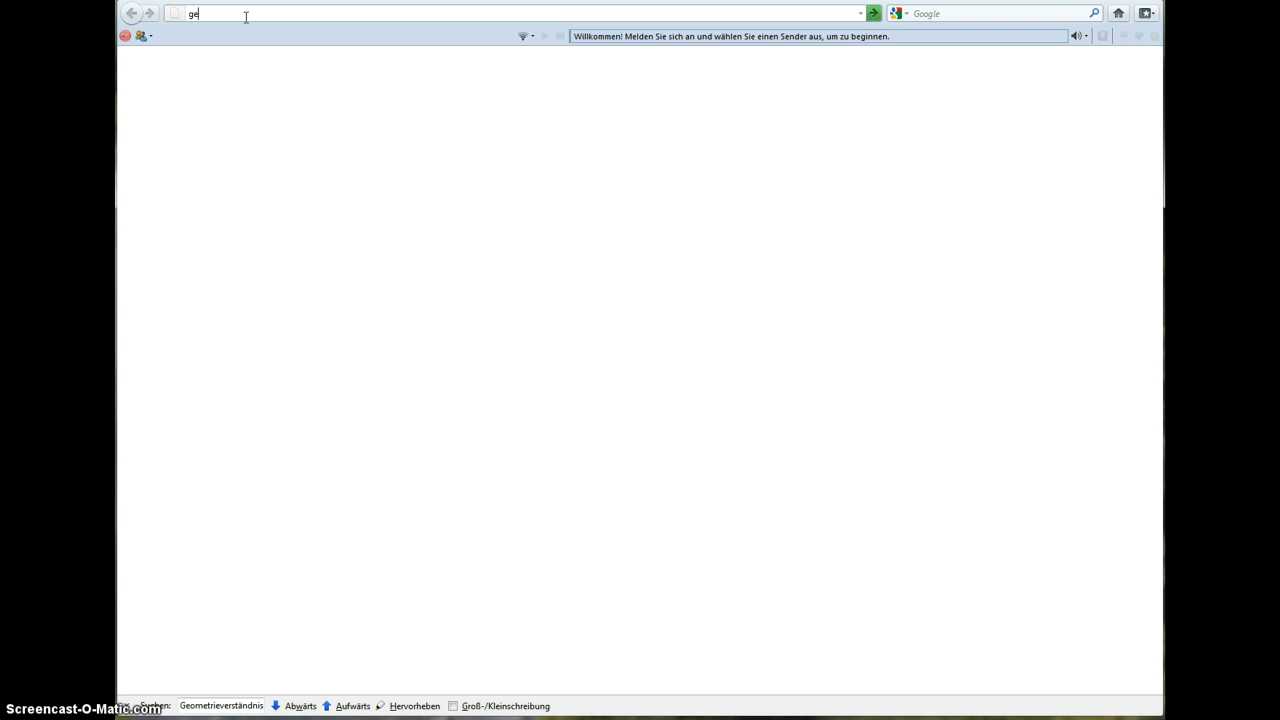 ge
Google
Willkommen! Melden Sie sich an und wählen Sie einen Sender aus, um zu beginnen.
Suchen: Geometrieverständnis Abwärts Aufwärts Hervorheben Groß-/Kleinschreibung
Screencast-O-Matic.com